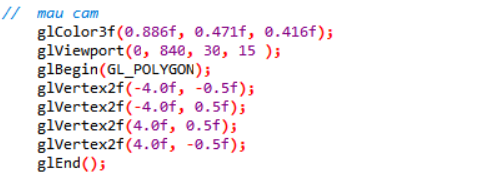 // mau cam
glColor3f(0.886f, 0.471f, 0.416f);
glViewport(0, 840, 30, 15 );
glBegin(GL_POLYGON);
glVertex2f(-4.0f, -0.5f);
glVertex2f(-4.0f, 0.5f);
glVertex2f(4.0f, 0.5f);
glVertex2f(4.0f, -0.5f);
glEnd();